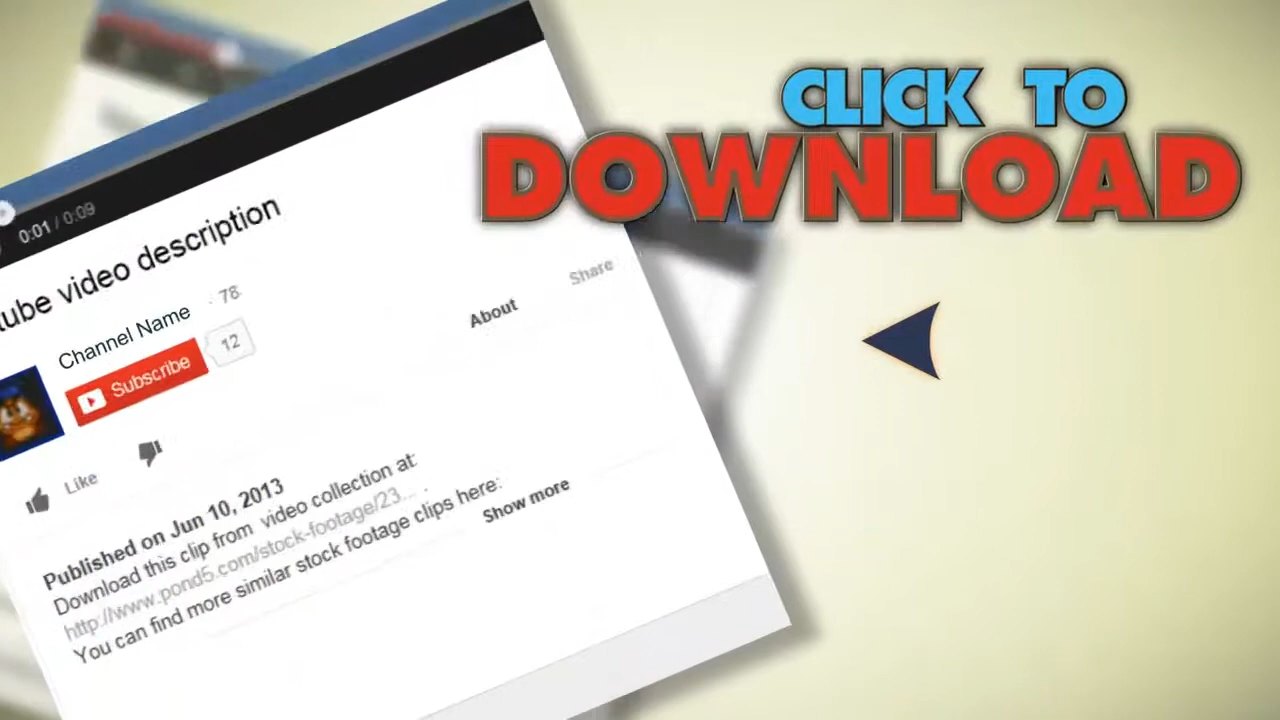 CLICK TO
DOWNLOAD
0:01 / 0:09
tube video description
Channel Name
78
Subscribe
12
About
Share
Like
Published on Jun 10, 2013
Download this clip from video collection at:
http://www.pond5.com/stock-footage/23...
You can find more similar stock footage clips here:
Show more